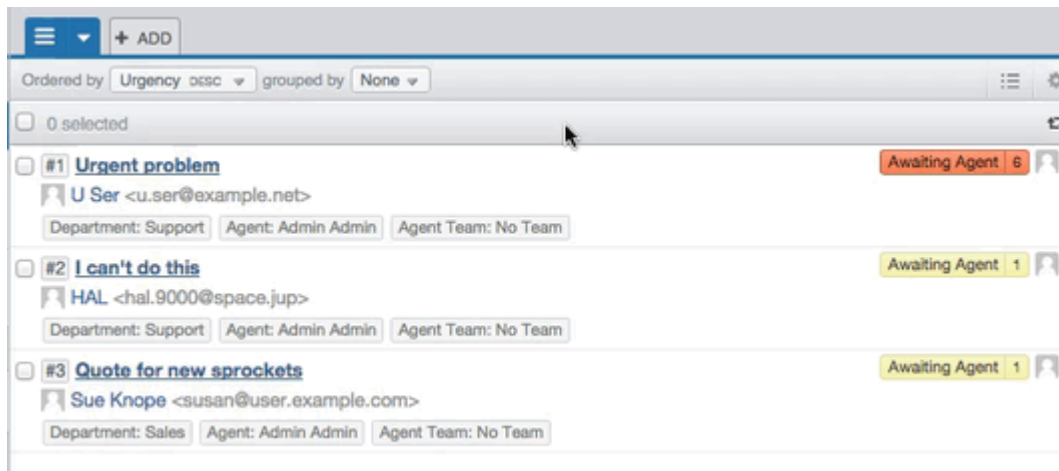 + ADD
Ordered by Urgency DESC grouped by None
0 selected
#1 Urgent problem Awaiting Agent 6
U Ser <u.ser@example.net>
Department: Support Agent: Admin Admin Agent Team: No Team
#2 I can't do this Awaiting Agent 1
HAL <hal.9000@space.jup>
Department: Support Agent: Admin Admin Agent Team: No Team
#3 Quote for new sprockets Awaiting Agent 1
Sue Knope <susan@user.example.com>
Department: Sales Agent: Admin Admin Agent Team: No Team